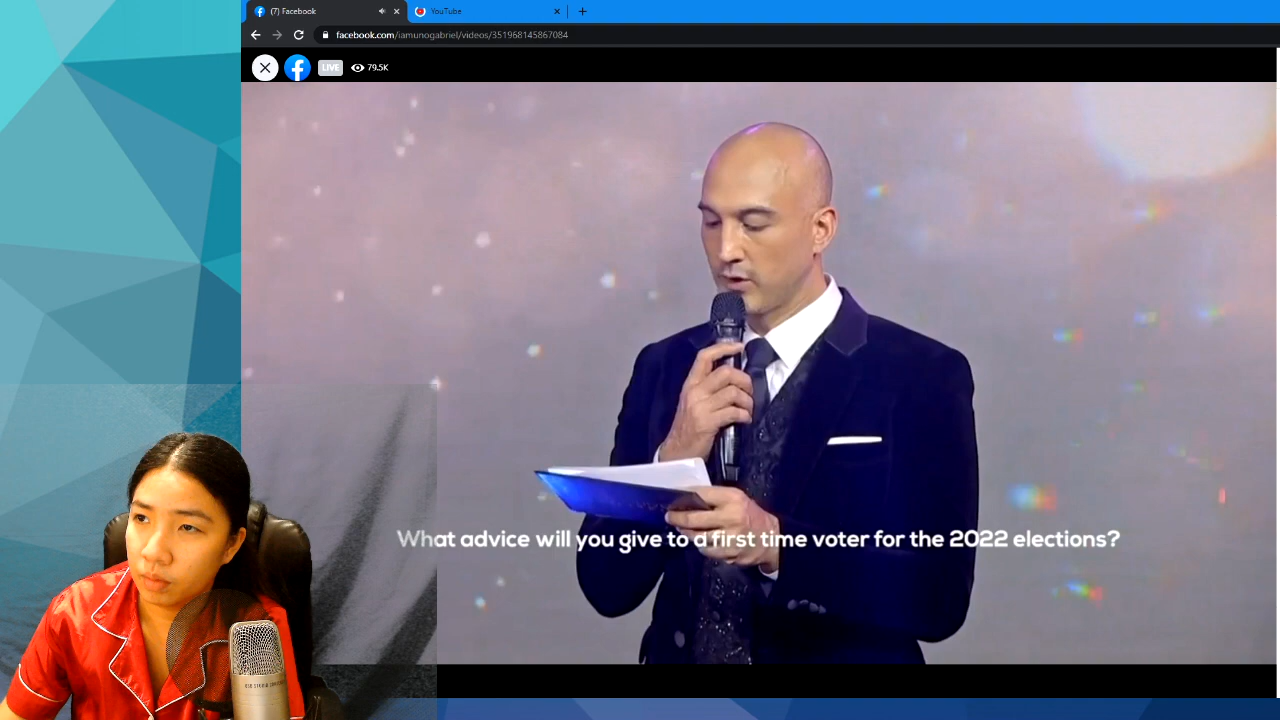 (7) Facebook
YouTube
facebook.com/iamunogabriel/videos/351968145867084
LIVE 79.5K
What advice will you give to a first time voter for the 2022 elections?